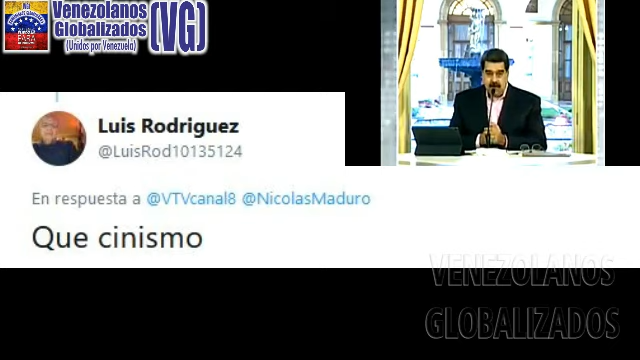 Venezolanos
Globalizados
(Unidos por Venezuela)
(VG)
Luis Rodriguez
@LuisRod10135124
En respuesta a @VTVcanal8 @NicolasMaduro
Que cinismo
VENEZOLANOS
GLOBALIZADOS